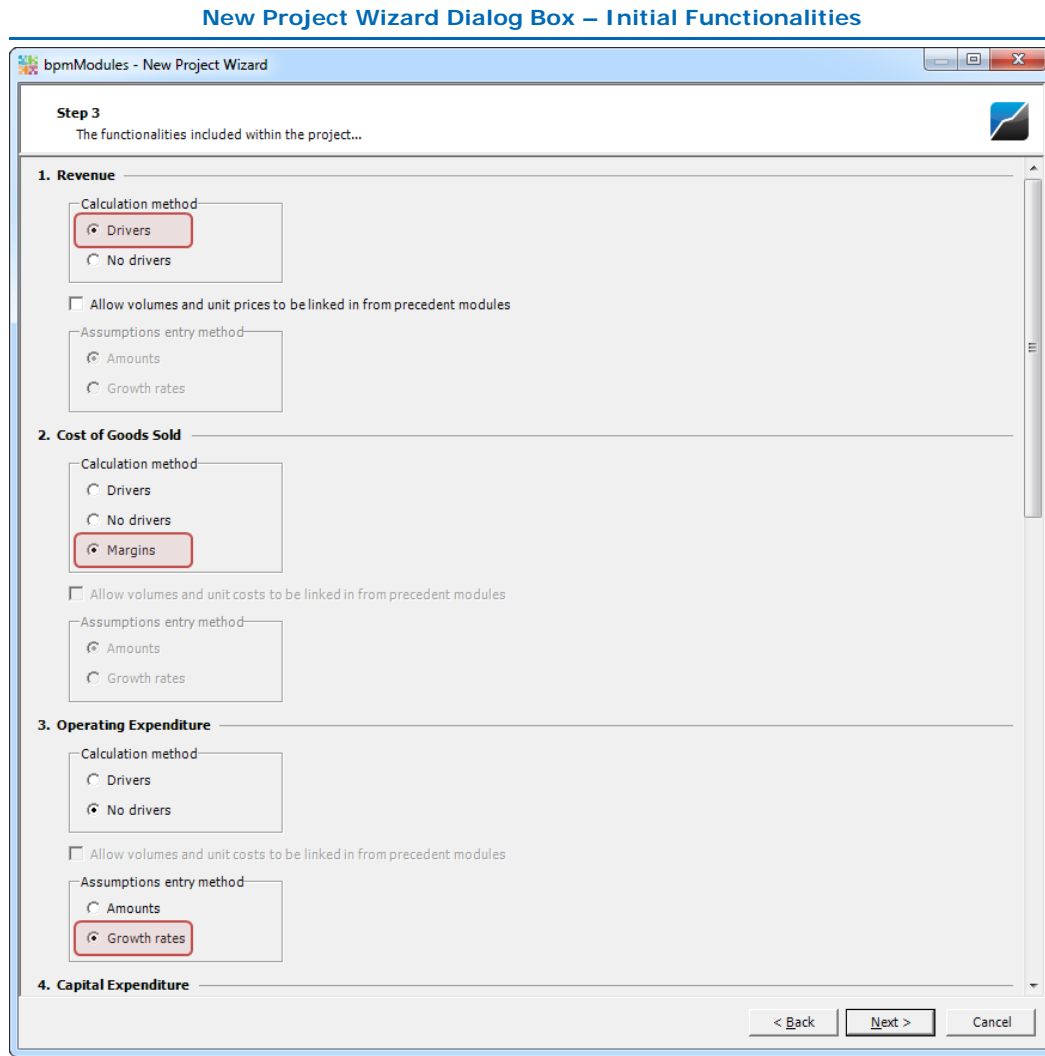 New Project Wizard Dialog Box – Initial Functionalities
bpmModules - New Project Wizard
Step 3
The functionalities included within the project...
1. Revenue
Calculation method
Drivers
No drivers
Allow volumes and unit prices to be linked in from precedent modules
Assumptions entry method
Amounts
Growth rates
2. Cost of Goods Sold
Calculation method
Drivers
No drivers
Margins
Allow volumes and unit costs to be linked in from precedent modules
Assumptions entry method
Amounts
Growth rates
3. Operating Expenditure
Calculation method
Drivers
No drivers
Allow volumes and unit costs to be linked in from precedent modules
Assumptions entry method
Amounts
Growth rates
4. Capital Expenditure
< Back Next > Cancel